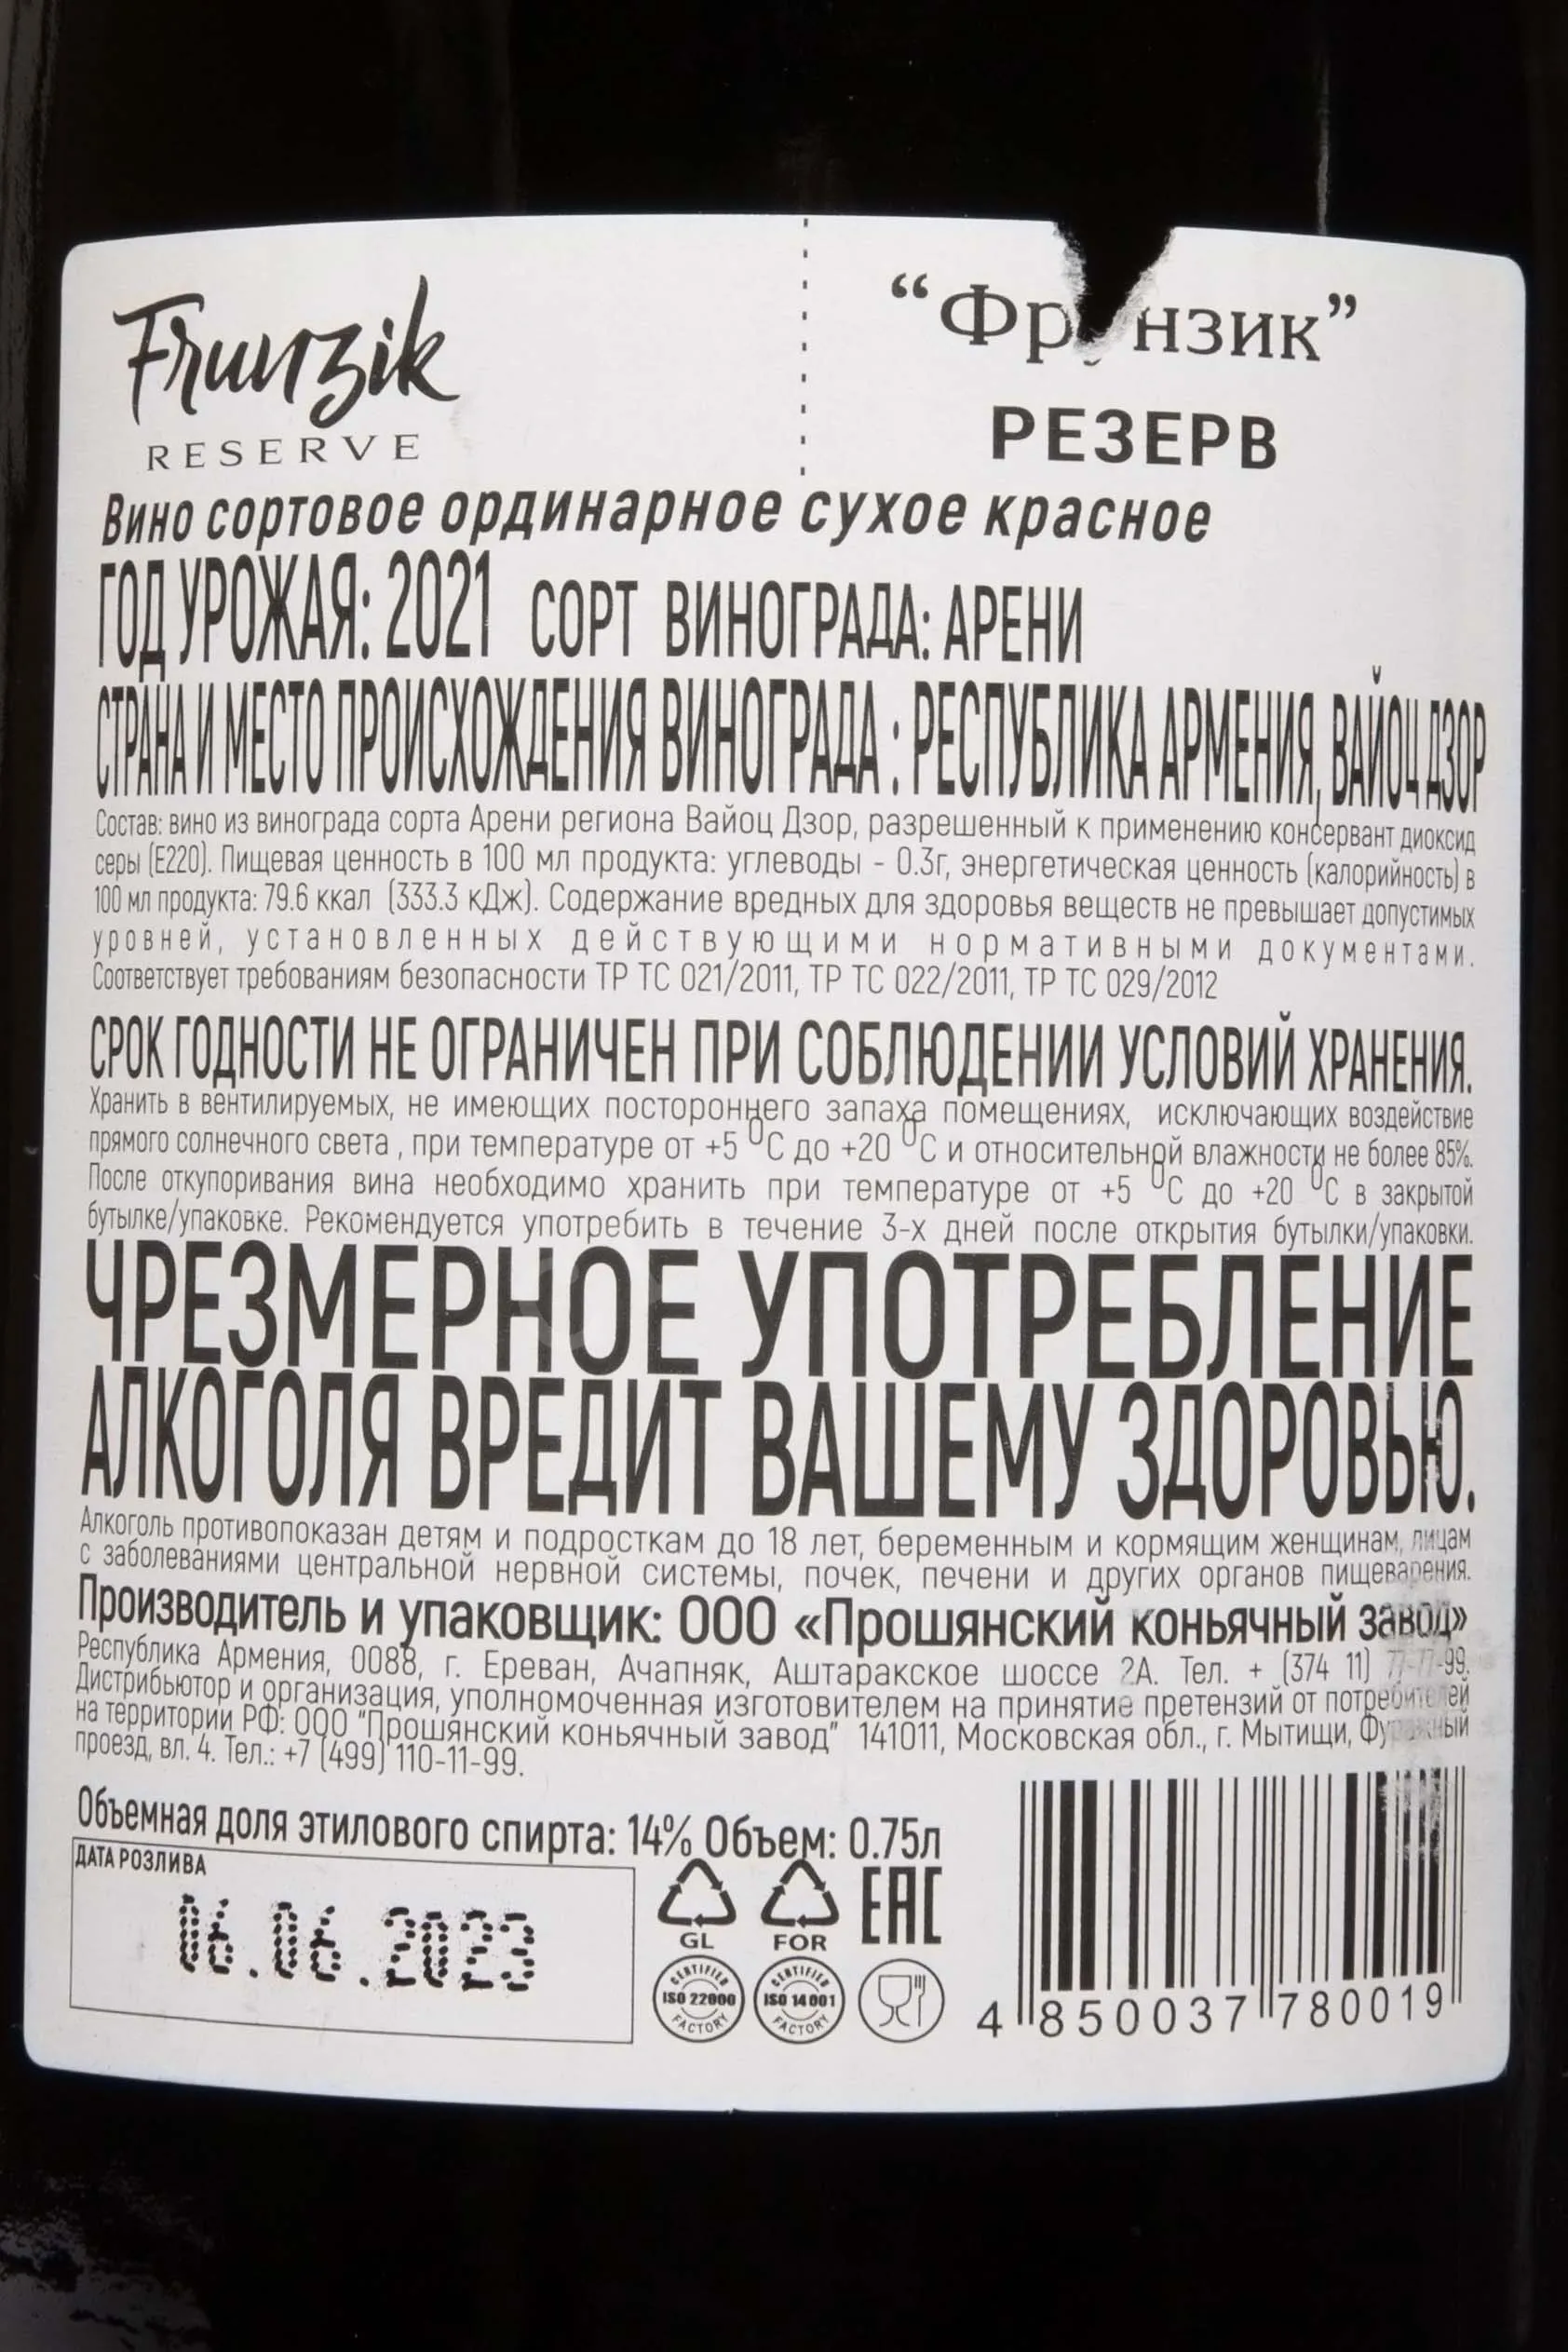 Frunzik
RESERVE
РЕЗЕРВ
Вино сортовое ординарное сухое красное
ГОД УРОЖАЯ: 2021 СОРТ ВИНОГРАДА: АРЕНИ
СТРАНА И МЕСТО ПРОИСХОЖДЕНИЯ ВИНОГРАДА : РЕСПУБЛИКА АРМЕНИЯ, ВАЙОЦ ДЗОР
Состав: вино из винограда сорта Арени региона Вайоц Дзор, разрешенный к применению консервант диоксид
серы (Е220). Пищевая ценность в 100 мл продукта: углеводы - 0.3г, энергетическая ценность (калорийность) в
100 мл продукта: 79.6 ккал (333.3 кДж). Содержание вредных для здоровья веществ не превышает допустимых
уровней, установленных действующими нормативными документами.
Соответствует требованиям безопасности ТР ТС 021/2011, ТР ТС 022/2011, ТР ТС 029/2012
СРОК ГОДНОСТИ НЕ ОГРАНИЧЕН ПРИ СОБЛЮДЕНИИ УСЛОВИЙ ХРАНЕНИЯ.
Хранить в вентилируемых, не имеющих постороннего запаха помещениях, исключающих воздействие
прямого солнечного света , при температуре от +5 ⁰С до +20 ⁰С и относительной влажности не более 85%.
После откупоривания вина необходимо хранить при температуре от +5 ⁰С до +20 ⁰С в закрытой
бутылке/упаковке. Рекомендуется употребить в течение 3-х дней после открытия бутылки/упаковки.
ЧРЕЗМЕРНОЕ УПОТРЕБЛЕНИЕ
АЛКОГОЛЯ ВРЕДИТ ВАШЕМУ ЗДОРОВЬЮ.
Алкоголь противопоказан детям и подросткам до 18 лет, беременным и кормящим женщинам, лицам
с заболеваниями центральной нервной системы, почек, печени и других органов пищеварения.
Производитель и упаковщик: ООО «Прошянский коньячный завод»
Республика Армения, 0088, г. Ереван, Ачапняк, Аштаракское шоссе 2А. Тел. + (374 11) 77-77-99.
Дистрибьютор и организация, уполномоченная изготовителем на принятие претензий от потребителей
на территории РФ: ООО "Прошянский коньячный завод" 141011, Московская обл., г. Мытищи,
проезд, вл. 4. Тел.: +7 (499) 110-11-99.
Объемная доля этилового спирта: 14% Объем: 0.75л
ДАТА РОЗЛИВА
06.06.2023
GL FOR EAC
CERTIFIED ISO 22000 FACTORY
CERTIFIED ISO 14001 FACTORY
4 850037 780019